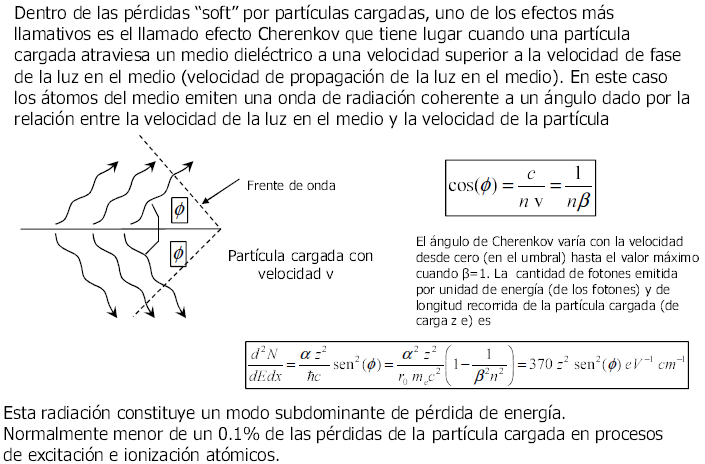 Dentro de las pérdidas “soft” por partículas cargadas, uno de los efectos más
llamativos es el llamado efecto Cherenkov que tiene lugar cuando una partícula
cargada atraviesa un medio dieléctrico a una velocidad superior a la velocidad de fase
de la luz en el medio (velocidad de propagación de la luz en el medio). En este caso
los átomos del medio emiten una onda de radiación coherente a un ángulo dado por la
relación entre la velocidad de la luz en el medio y la velocidad de la partícula
Frente de onda
ϕ
ϕ
Partícula cargada con
velocidad v
cos(ϕ) = c / (n v) = 1 / (nβ)
El ángulo de Cherenkov varía con la velocidad
desde cero (en el umbral) hasta el valor máximo
cuando β=1. La cantidad de fotones emitida
por unidad de energía (de los fotones) y de
longitud recorrida de la partícula cargada (de
carga z e) es
d²N / dEdx = (α z² / ħc) sen²(ϕ) = (α² z² / r₀ mₑc²) (1 − 1 / β²n²) = 370 z² sen²(ϕ) eV⁻¹ cm⁻¹
Esta radiación constituye un modo subdominante de pérdida de energía.
Normalmente menor de un 0.1% de las pérdidas de la partícula cargada en procesos
de excitación e ionización atómicos.